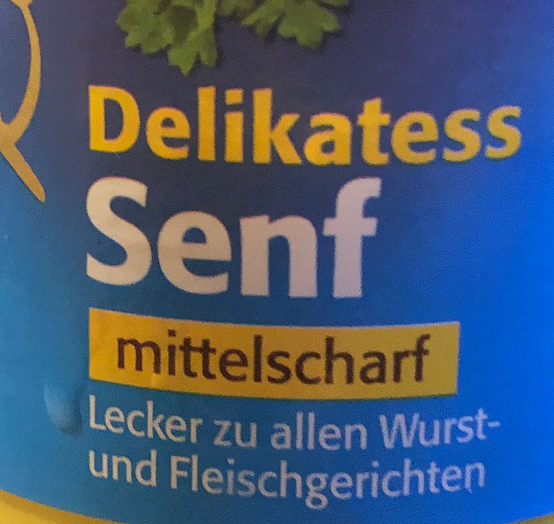 Delikatess
Senf
mittelscharf
Lecker zu allen Wurst-
und Fleischgerichten